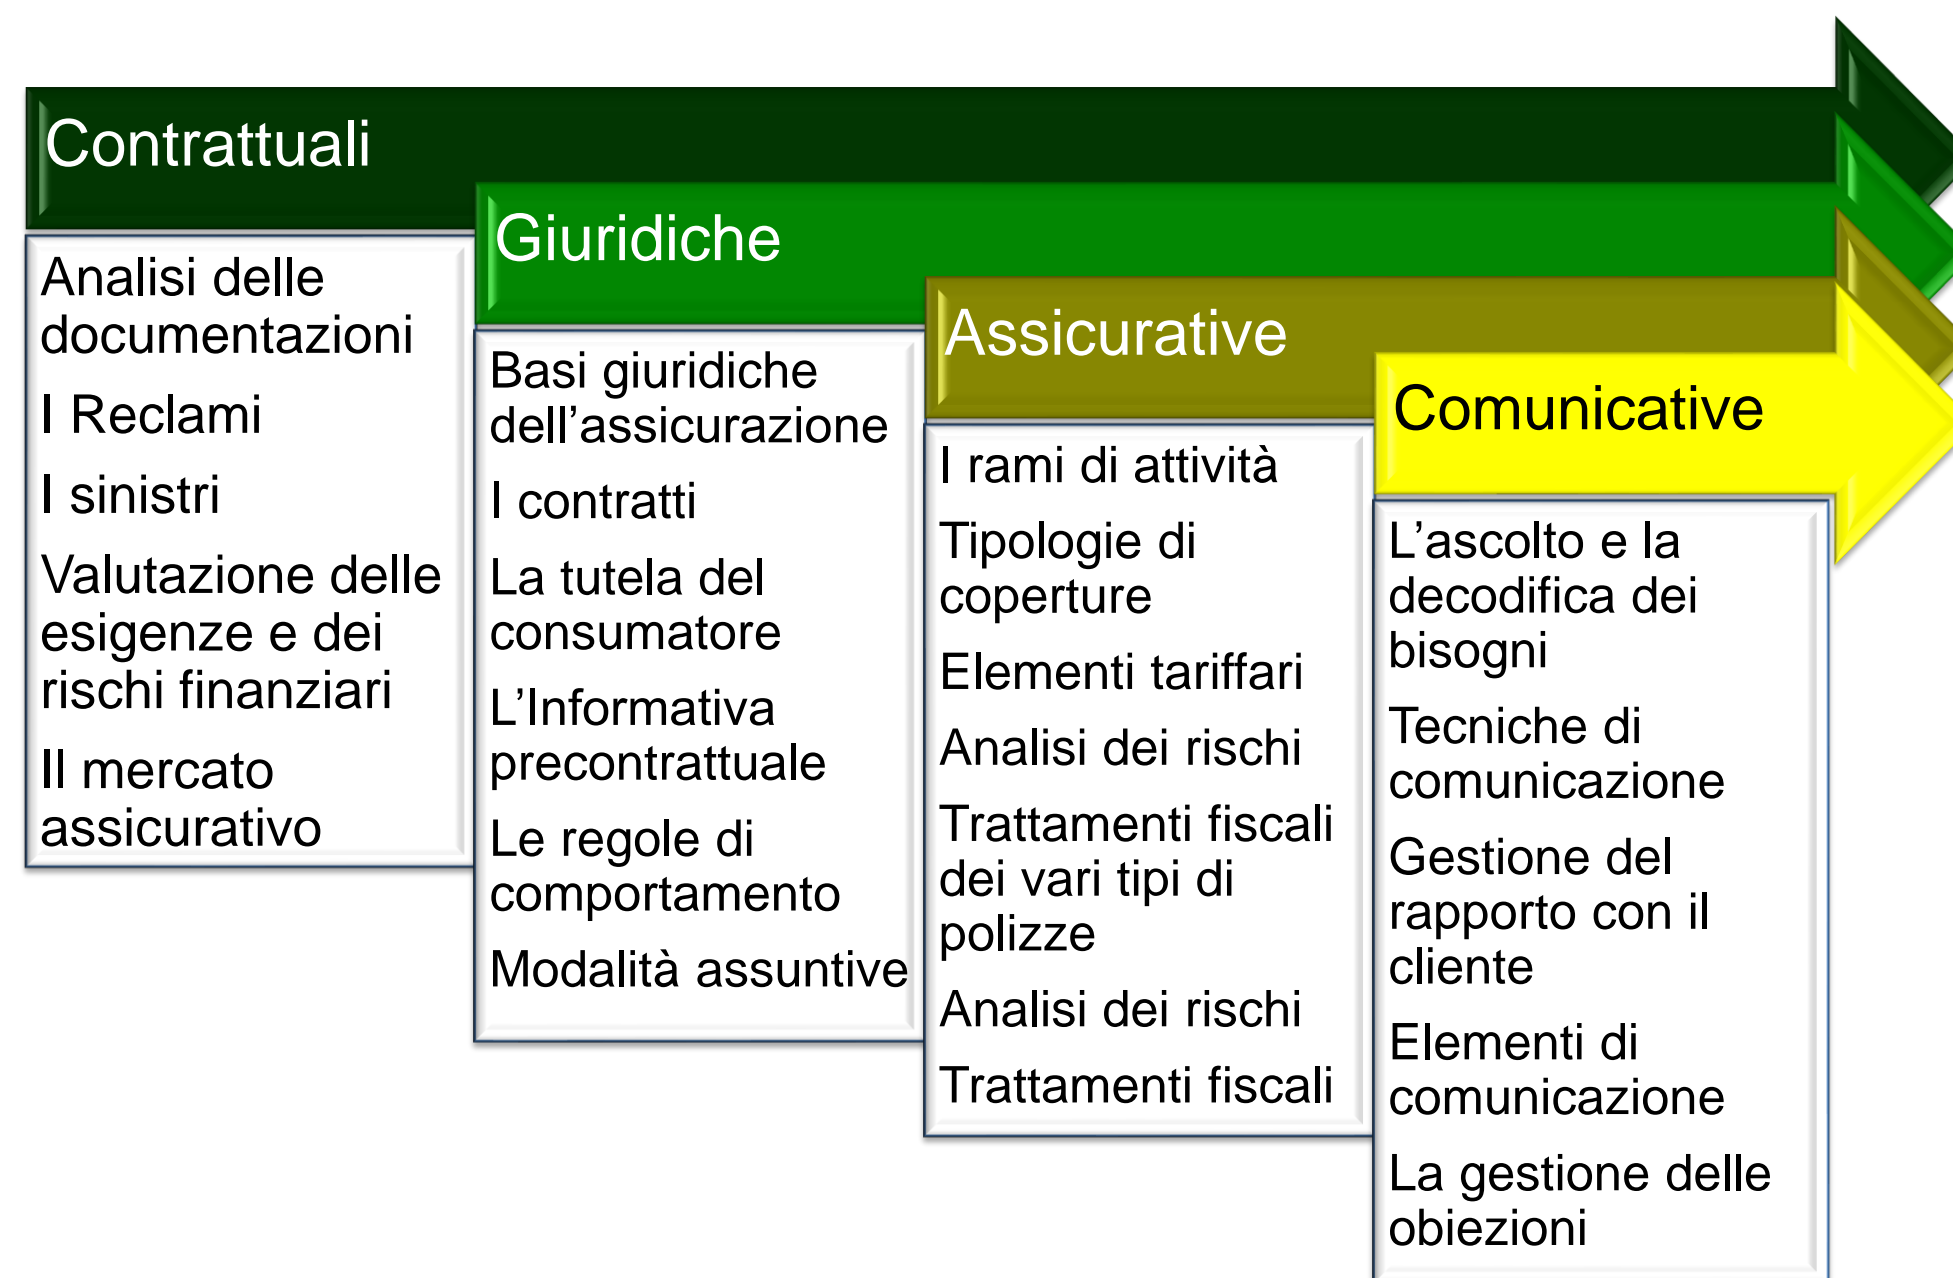 Contrattuali
Analisi delle
documentazioni
I Reclami
I sinistri
Valutazione delle
esigenze e dei
rischi finanziari
Il mercato
assicurativo
Giuridiche
Basi giuridiche
dell’assicurazione
I contratti
La tutela del
consumatore
L’Informativa
precontrattuale
Le regole di
comportamento
Modalità assuntive
Assicurative
I rami di attività
Tipologie di
coperture
Elementi tariffari
Analisi dei rischi
Trattamenti fiscali
dei vari tipi di
polizze
Analisi dei rischi
Trattamenti fiscali
Comunicative
L’ascolto e la
decodifica dei
bisogni
Tecniche di
comunicazione
Gestione del
rapporto con il
cliente
Elementi di
comunicazione
La gestione delle
obiezioni